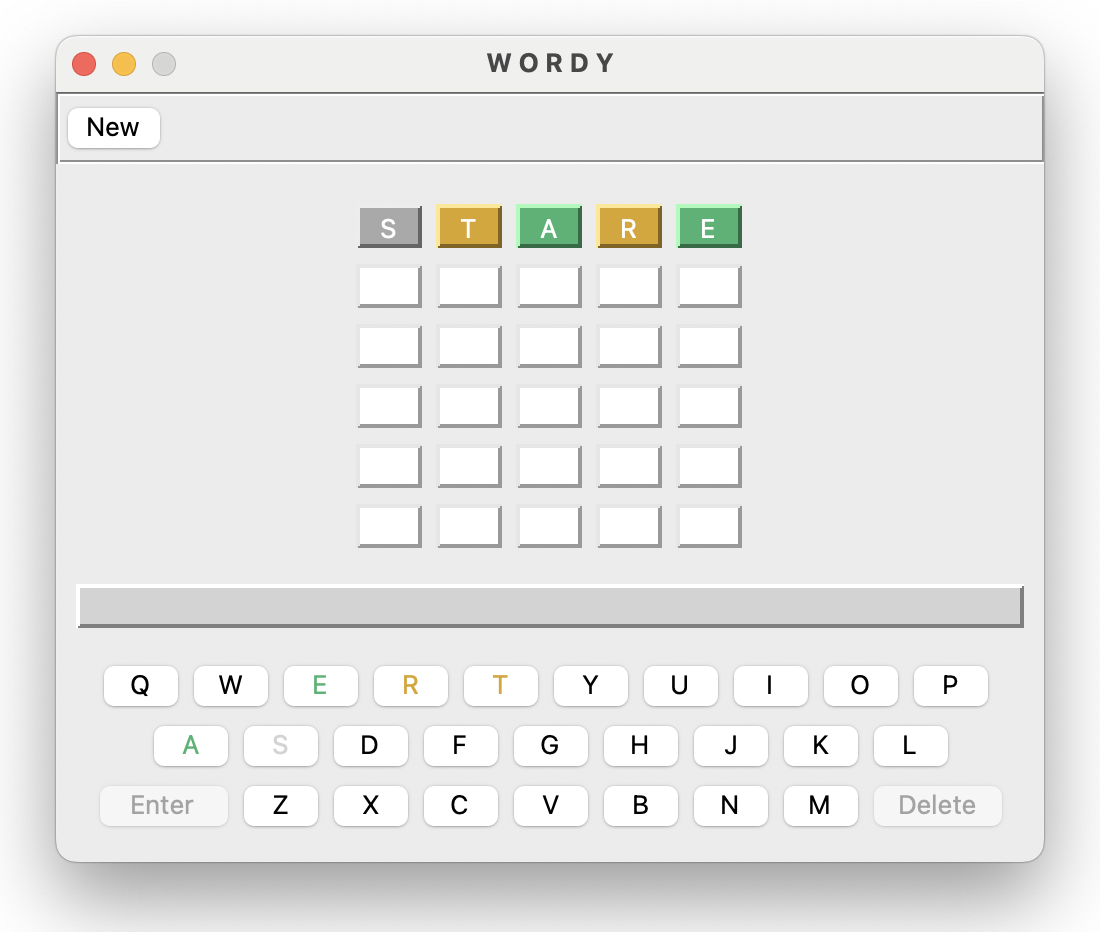 WORDY
New
S T A R E
Q W E R T Y U I O P
A S D F G H J K L
Enter Z X C V B N M Delete